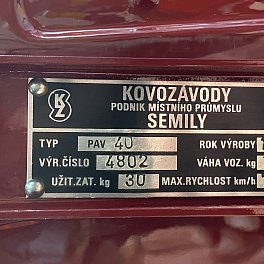 KZ
KOVOZÁVODY
PODNIK MÍSTNÍHO PRŮMYSLU
SEMILY
TYP PAV 40 ROK VÝROBY
VÝR.ČÍSLO 4802 VÁHA VOZ. kg
UŽIT.ZAT. kg 30 MAX.RYCHLOST km/h